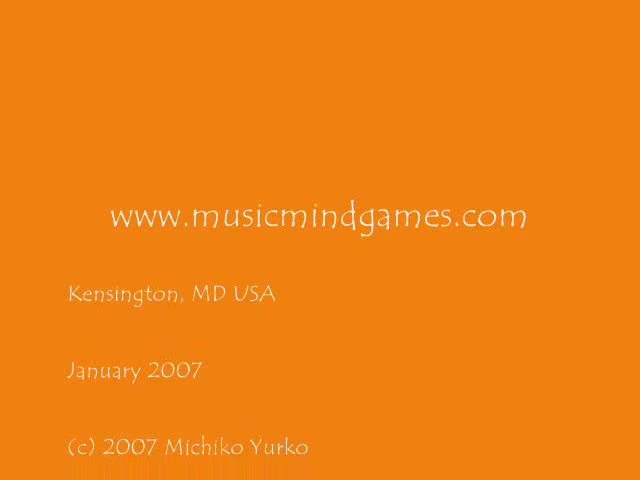 www.musicmindgames.com
Kensington, MD USA
January 2007
(c) 2007 Michiko Yurko